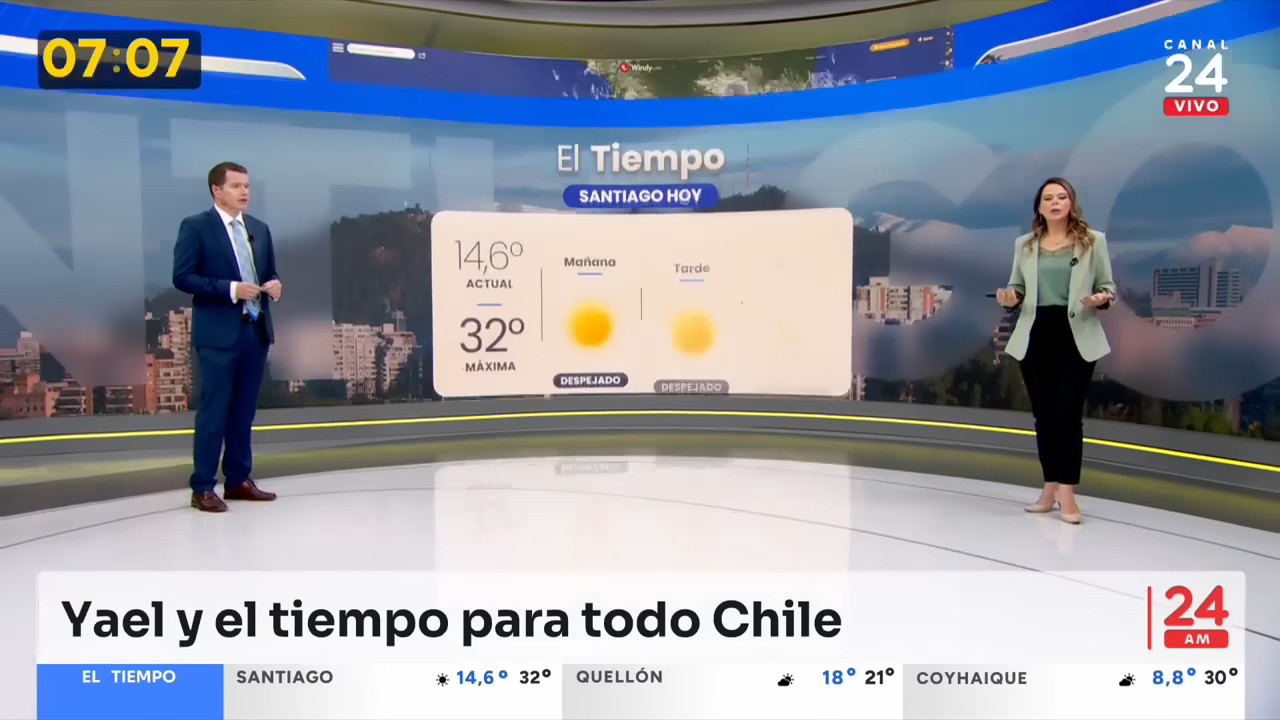 07:07
CANAL
24
VIVO
Windy
El Tiempo
SANTIAGO HOY
14,6°
ACTUAL
32°
MÁXIMA
Mañana
DESPEJADO
Tarde
DESPEJADO
Yael y el tiempo para todo Chile
24
AM
EL TIEMPO
SANTIAGO 14,6° 32°
QUELLÓN 18° 21°
COYHAIQUE 8,8° 30°